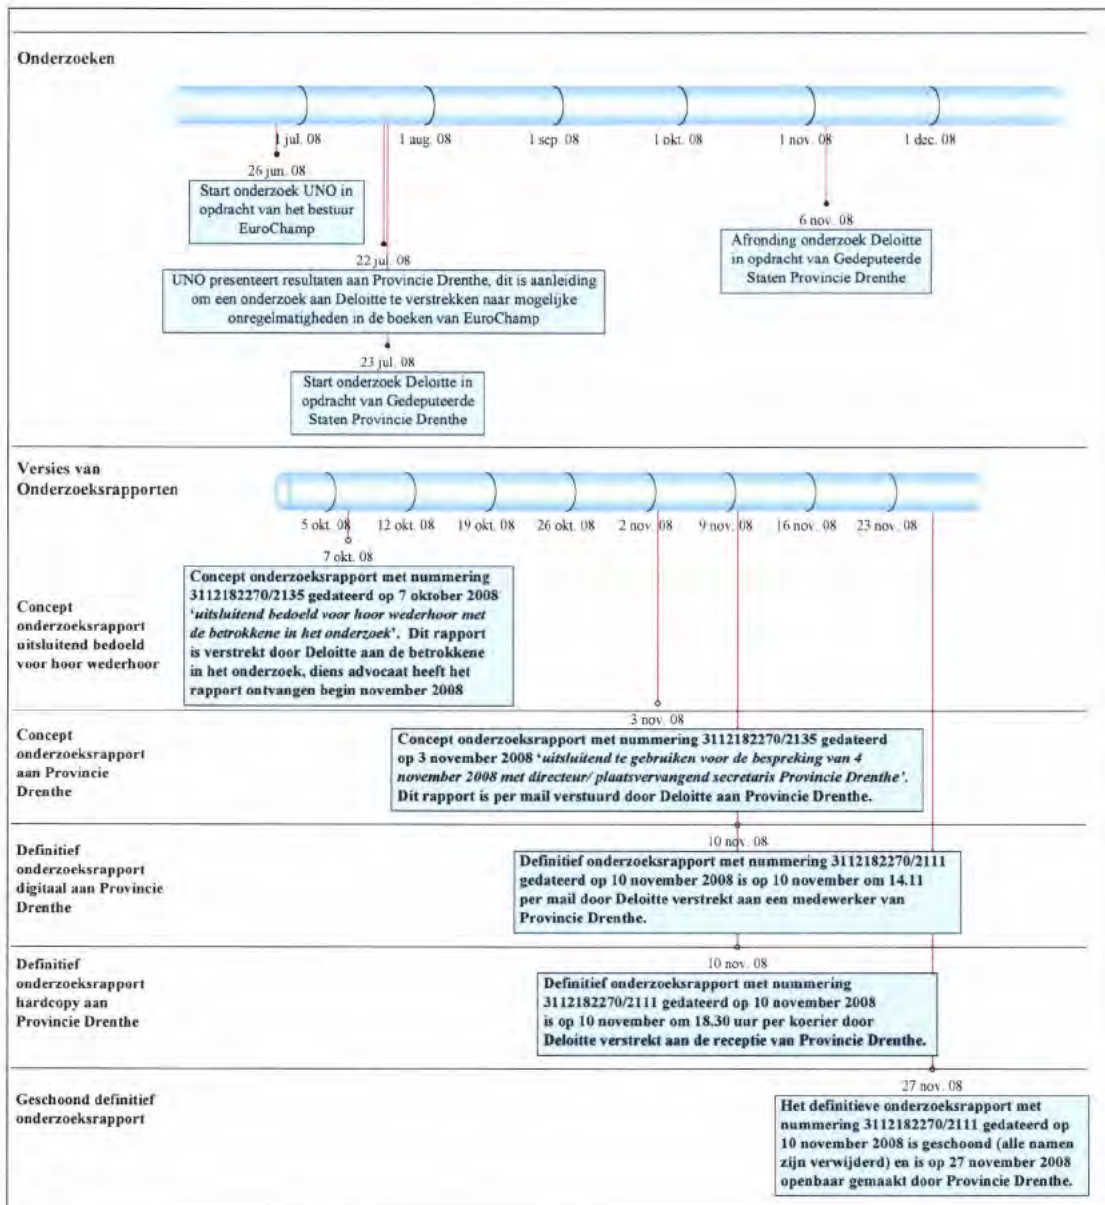 Onderzoeken
1 jul. 08
1 aug. 08
1 sep. 08
1 okt. 08
1 nov. 08
1 dec. 08
26 jun. 08
Start onderzoek UNO in
opdracht van het bestuur
EuroChamp
6 nov. 08
Afronding onderzoek Deloitte
in opdracht van Gedeputeerde
Staten Provincie Drenthe
22 jul. 08
UNO presenteert resultaten aan Provincie Drenthe, dit is aanleiding
om een onderzoek aan Deloitte te verstrekken naar mogelijke
onregelmatigheden in de boeken van EuroChamp
23 jul. 08
Start onderzoek Deloitte in
opdracht van Gedeputeerde
Staten Provincie Drenthe
Versies van
Onderzoeksrapporten
5 okt. 08
12 okt. 08
19 okt. 08
26 okt. 08
2 nov. 08
9 nov. 08
16 nov. 08
23 nov. 08
7 okt. 08
Concept
onderzoeksrapport
uitsluitend bedoeld
voor hoor wederhoor
Concept onderzoeksrapport met nummering
3112182270/2135 gedateerd op 7 oktober 2008
‘uitsluitend bedoeld voor hoor wederhoor met
de betrokkene in het onderzoek’. Dit rapport
is verstrekt door Deloitte aan de betrokkene
in het onderzoek, diens advocaat heeft het
rapport ontvangen begin november 2008
3 nov. 08
Concept
onderzoeksrapport
aan Provincie
Drenthe
Concept onderzoeksrapport met nummering 3112182270/2135 gedateerd
op 3 november 2008 ‘uitsluitend te gebruiken voor de bespreking van 4
november 2008 met directeur/ plaatsvervangend secretaris Provincie Drenthe’.
Dit rapport is per mail verstuurd door Deloitte aan Provincie Drenthe.
10 nov. 08
Definitief
onderzoeksrapport
digitaal aan Provincie
Drenthe
Definitief onderzoeksrapport met nummering 3112182270/2111
gedateerd op 10 november 2008 is op 10 november om 14.11
per mail door Deloitte verstrekt aan een medewerker van
Provincie Drenthe.
10 nov. 08
Definitief
onderzoeksrapport
hardcopy aan
Provincie Drenthe
Definitief onderzoeksrapport met nummering
3112182270/2111 gedateerd op 10 november 2008
is op 10 november om 18.30 uur per koerier door
Deloitte verstrekt aan de receptie van Provincie Drenthe.
27 nov. 08
Geschoond definitief
onderzoeksrapport
Het definitieve onderzoeksrapport met
nummering 3112182270/2111 gedateerd op
10 november 2008 is geschoond (alle namen
zijn verwijderd) en is op 27 november 2008
openbaar gemaakt door Provincie Drenthe.